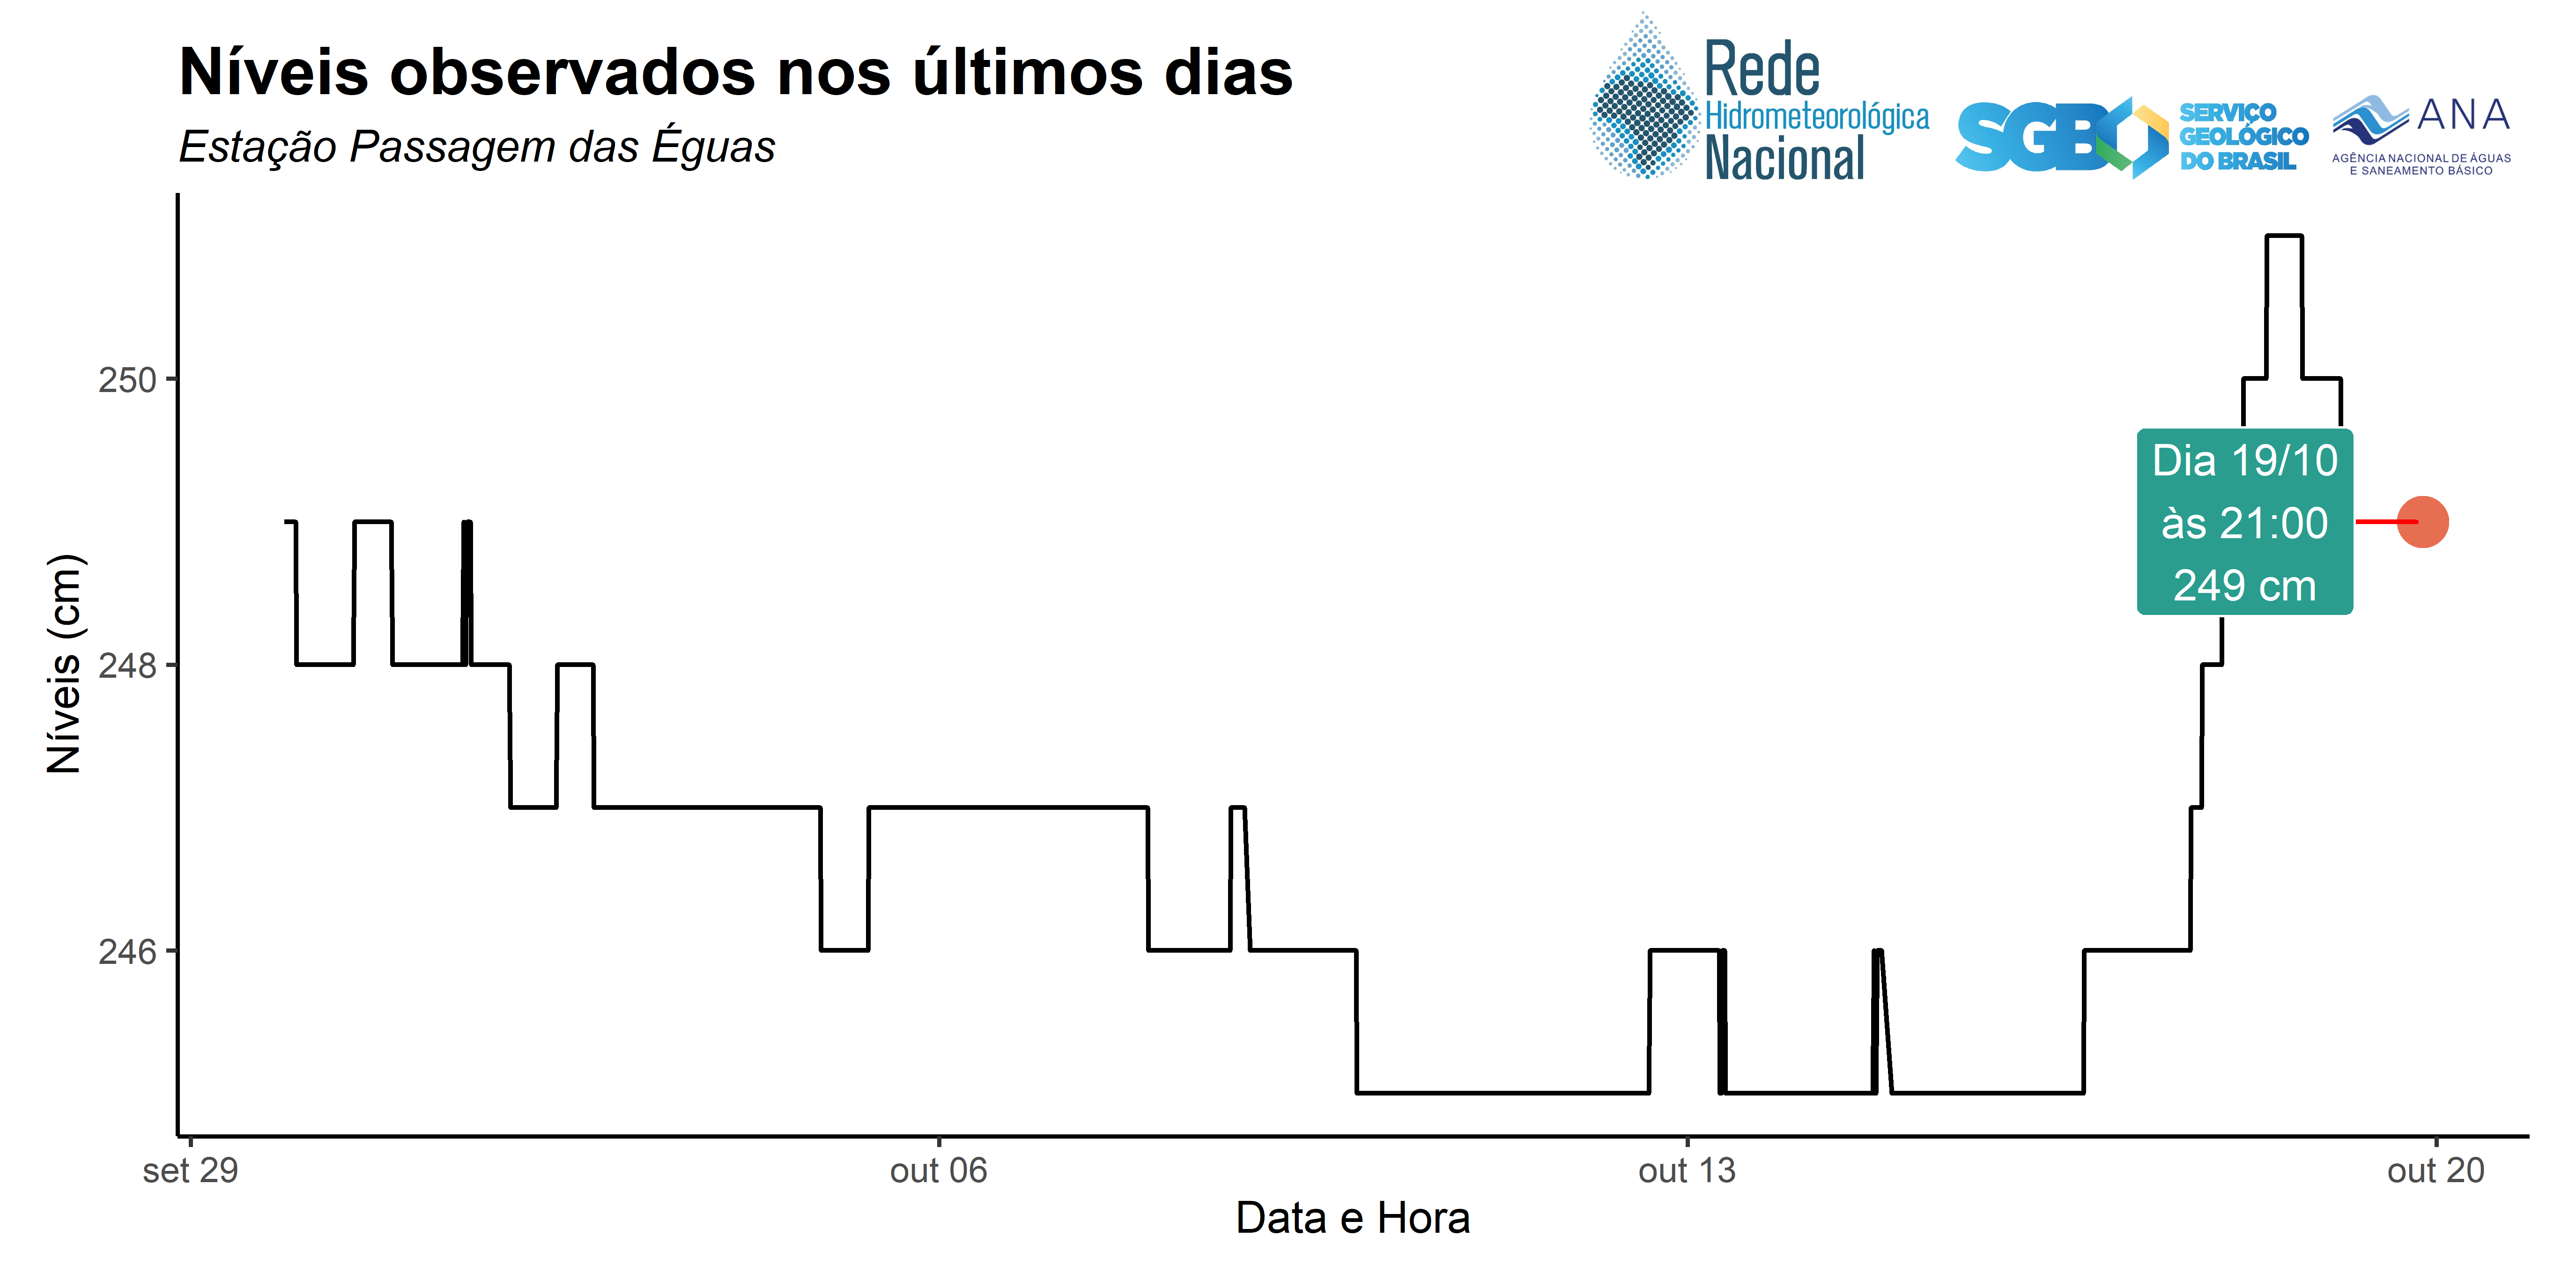 Níveis observados nos últimos dias
Estação Passagem das Éguas
Rede
Hidrometeorológica
Nacional
SGB
SERVIÇO
GEOLÓGICO
DO BRASIL
ANA
AGÊNCIA NACIONAL DE ÁGUAS
E SANEAMENTO BÁSICO
Níveis (cm)
250
248
246
Dia 19/10
às 21:00
249 cm
set 29
out 06
out 13
out 20
Data e Hora